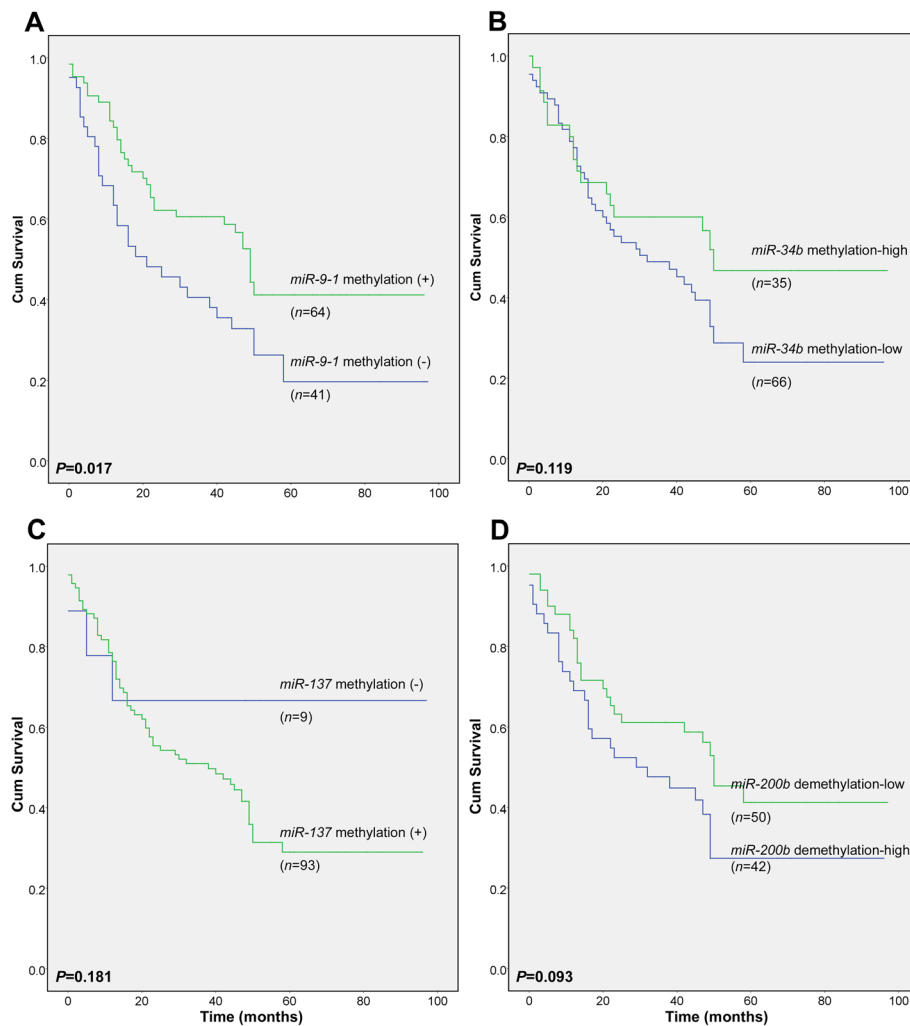 A
1.0
0.8
0.6
0.4
0.2
0.0
Cum Survival
miR-9-1 methylation (+)
(n=64)
miR-9-1 methylation (-)
(n=41)
P=0.017
0
20
40
60
80
100
B
1.0
0.8
0.6
0.4
0.2
0.0
Cum Survival
miR-34b methylation-high
(n=35)
miR-34b methylation-low
(n=66)
P=0.119
0
20
40
60
80
100
C
1.0
0.8
0.6
0.4
0.2
0.0
Cum Survival
miR-137 methylation (-)
(n=9)
miR-137 methylation (+)
(n=93)
P=0.181
0
20
40
60
80
100
Time (months)
D
1.0
0.8
0.6
0.4
0.2
0.0
Cum Survival
miR-200b demethylation-low
(n=50)
miR-200b demethylation-high
(n=42)
P=0.093
0
20
40
60
80
100
Time (months)